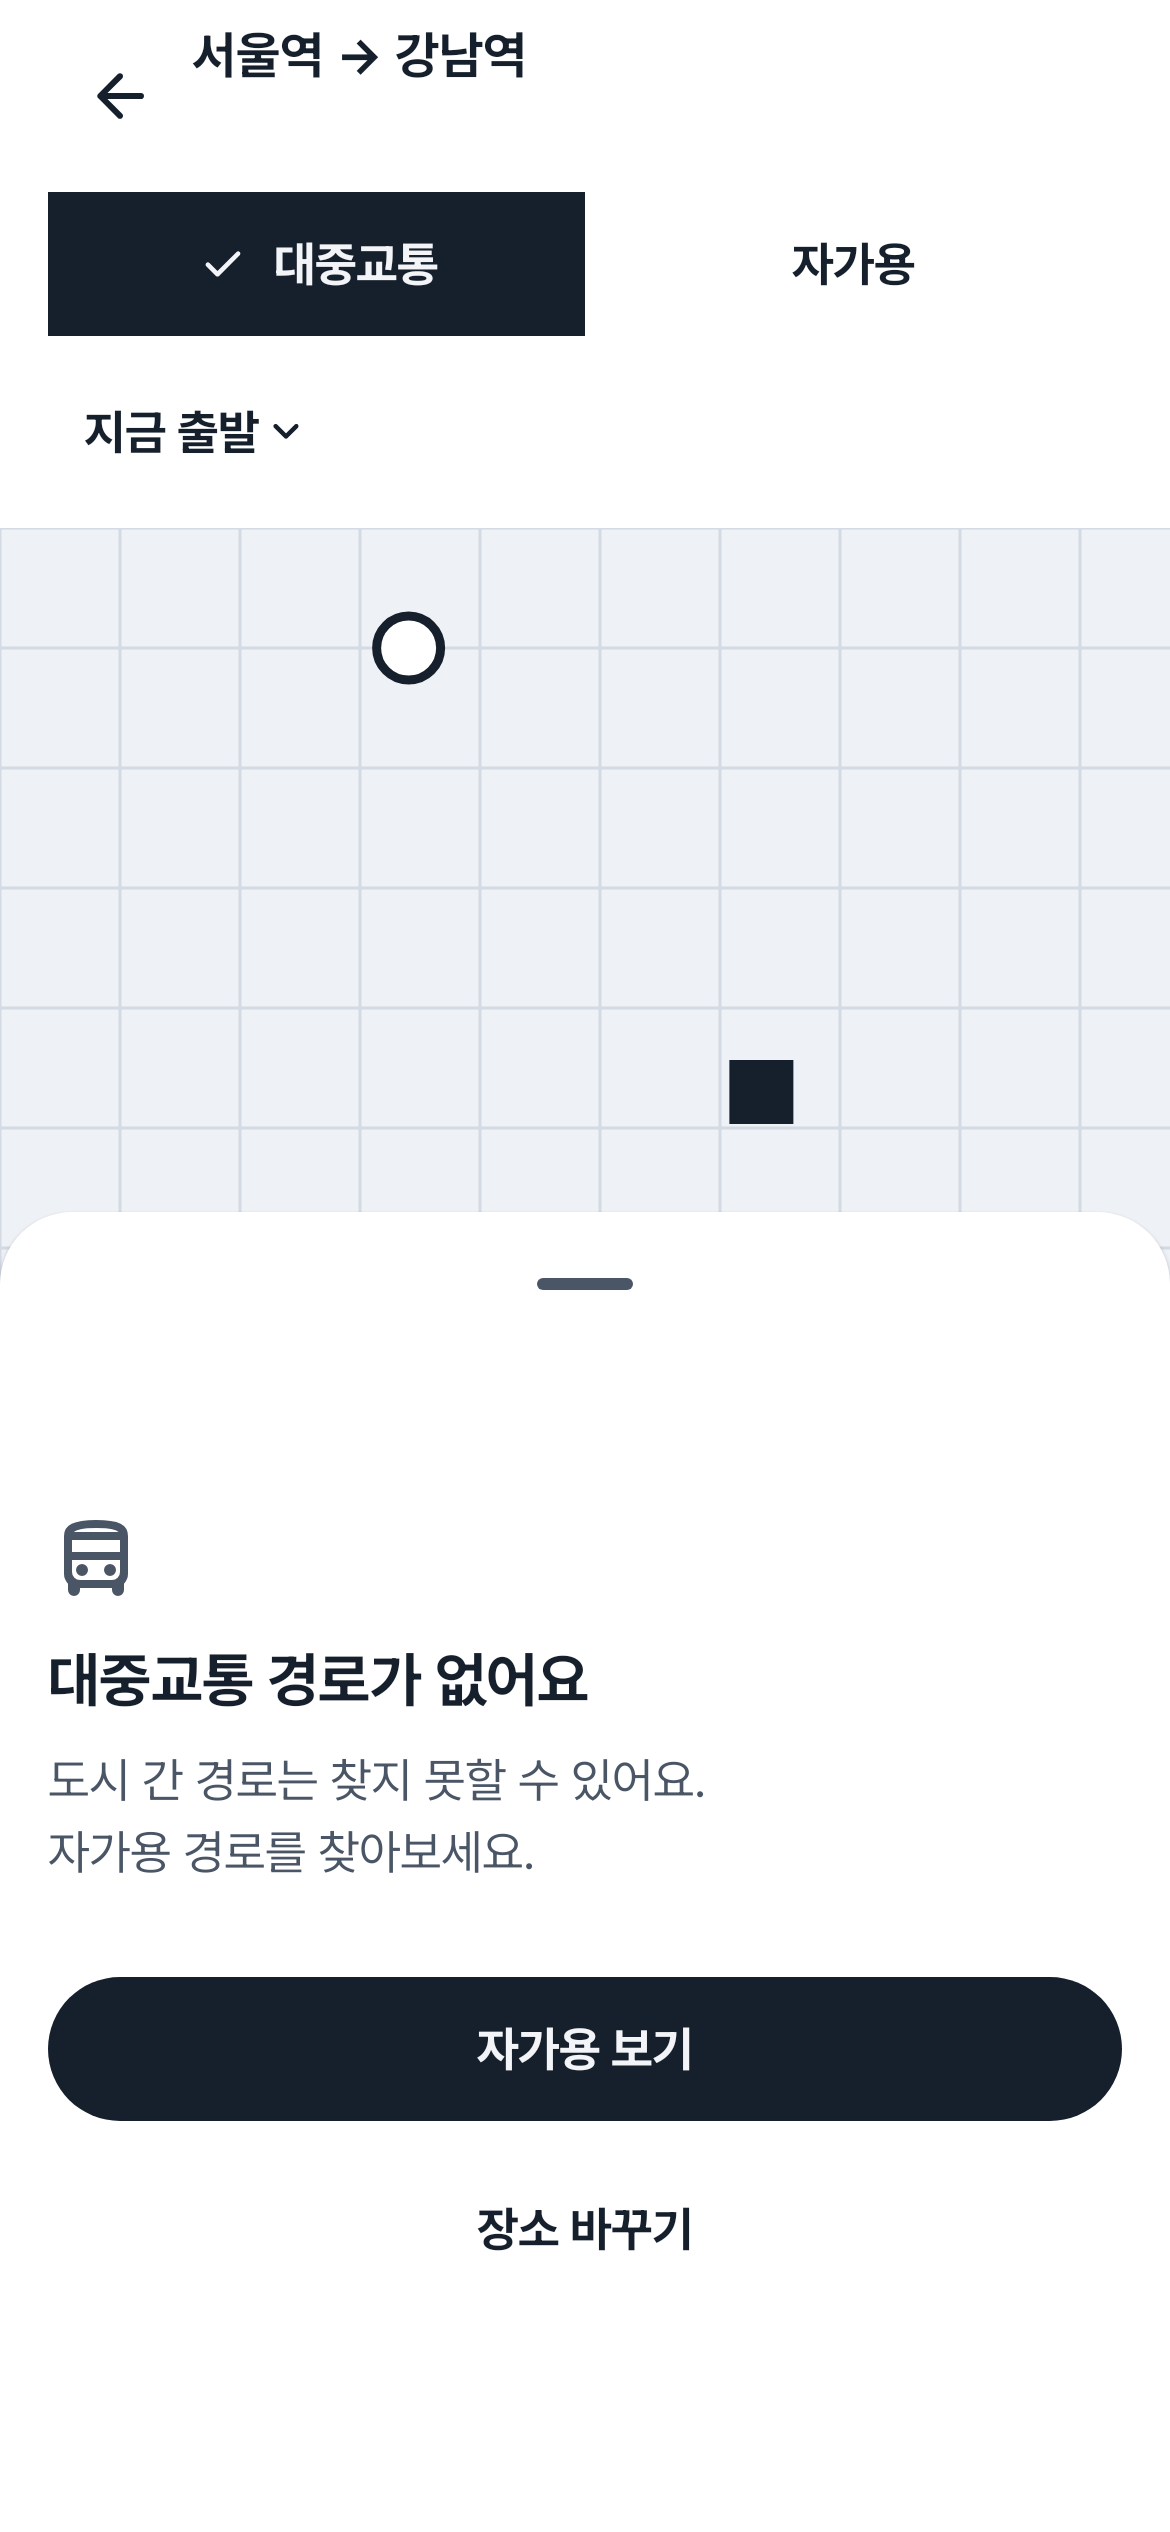 서울역 → 강남역
대중교통
자가용
지금 출발
대중교통 경로가 없어요
도시 간 경로는 찾지 못할 수 있어요.
자가용 경로를 찾아보세요.
자가용 보기
장소 바꾸기